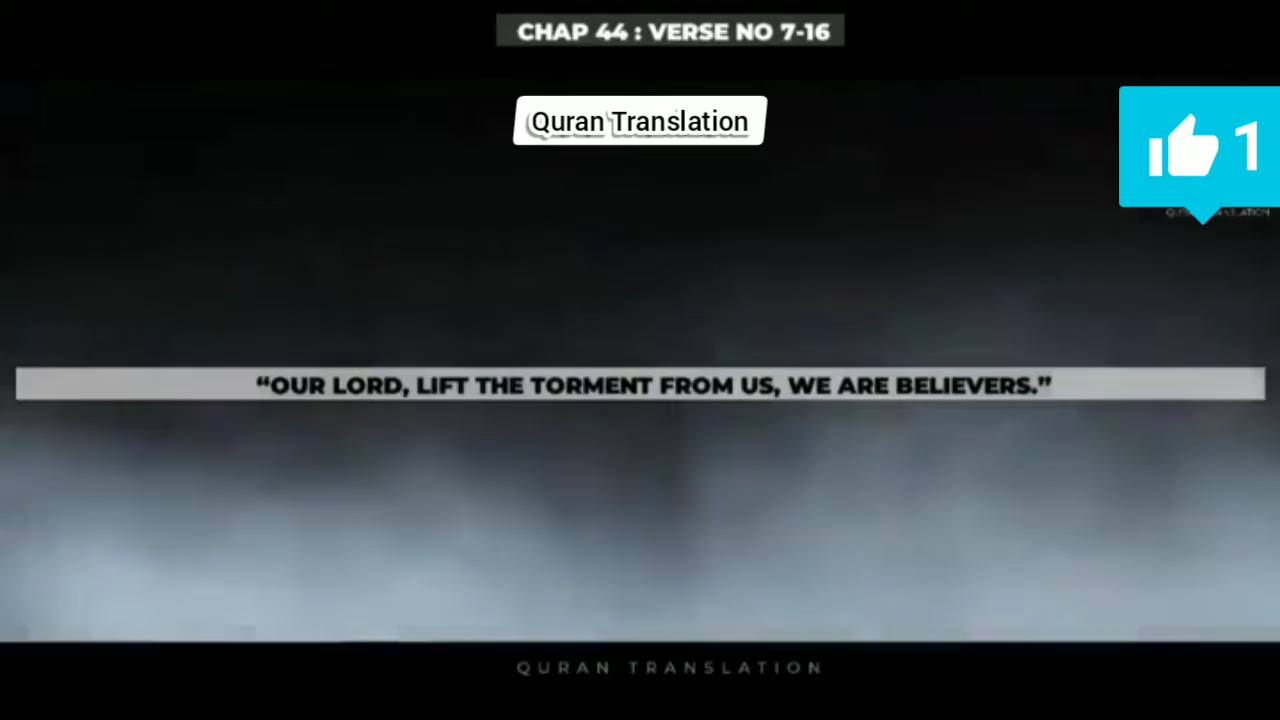 CHAP 44 : VERSE NO 7-16
Quran Translation
1
“OUR LORD, LIFT THE TORMENT FROM US, WE ARE BELIEVERS.”
QURAN TRANSLATION